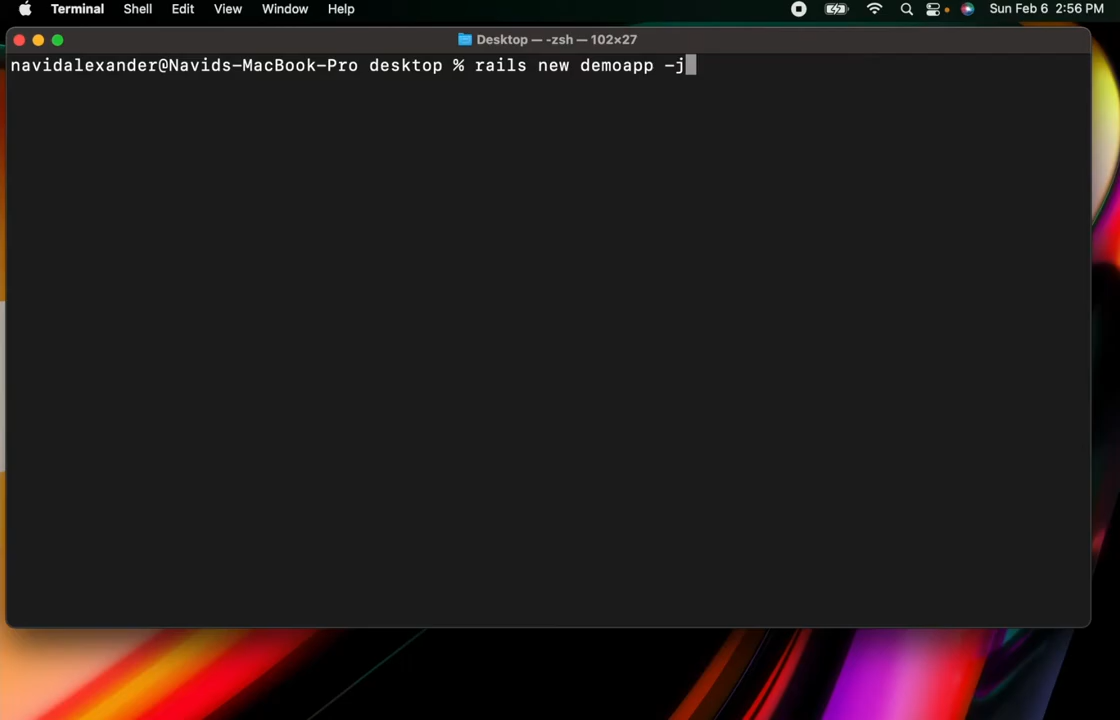 Terminal Shell Edit View Window Help Sun Feb 6 2:56 PM
Desktop — -zsh — 102×27
navidalexander@Navids-MacBook-Pro desktop % rails new demoapp -j